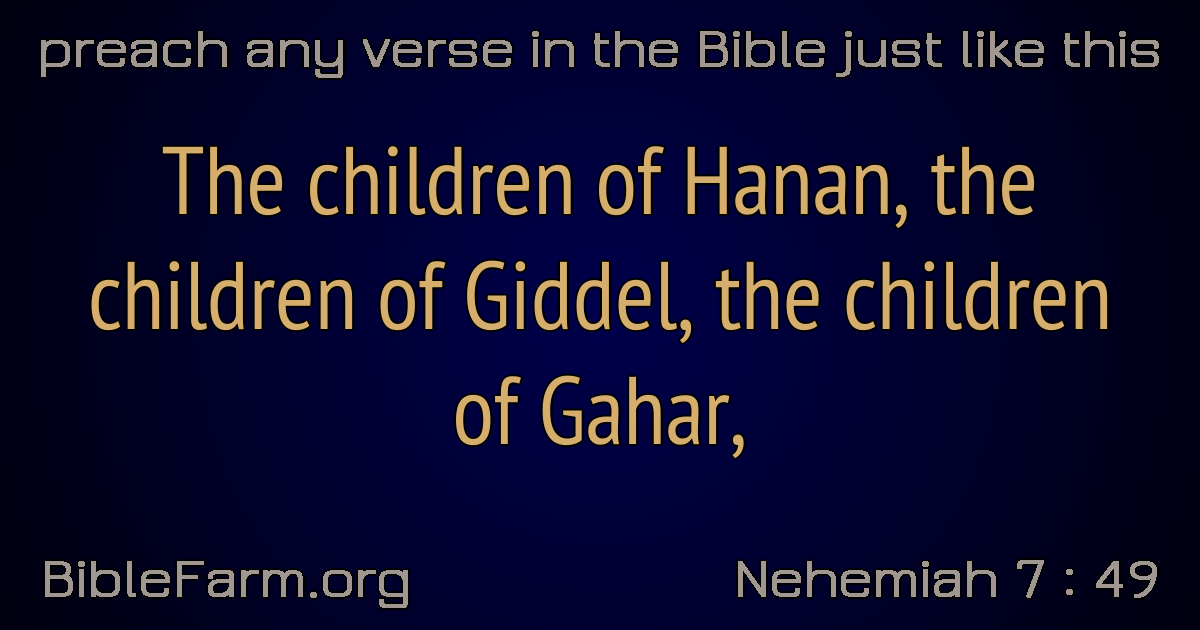 preach any verse in the Bible just like this
The children of Hanan, the
children of Giddel, the children
of Gahar,
BibleFarm.org
Nehemiah 7 : 49